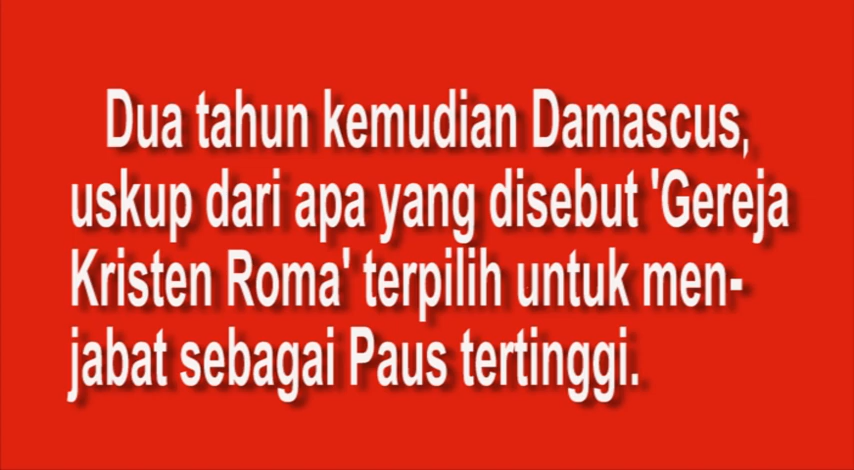 Dua tahun kemudian Damascus,
uskup dari apa yang disebut 'Gereja
Kristen Roma' terpilih untuk men-
jabat sebagai Paus tertinggi.